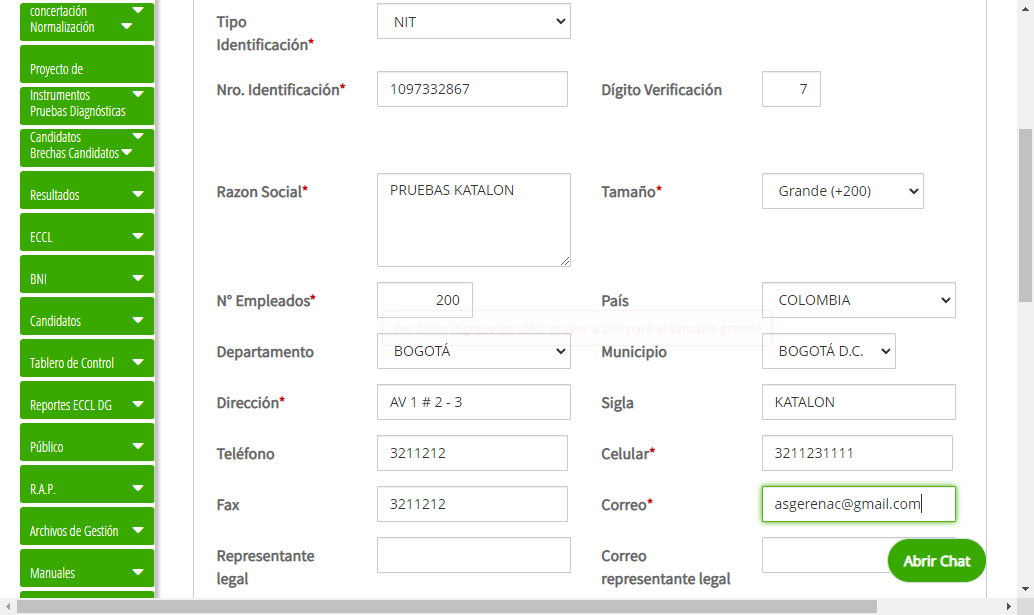 concertación
Normalización
Proyecto de
Instrumentos
Pruebas Diagnósticas
Candidatos
Brechas Candidatos
Resultados
ECCL
BNI
Candidatos
Tablero de Control
Reportes ECCL DG
Público
R.A.P.
Archivos de Gestión
Manuales
Tipo Identificación* NIT
Nro. Identificación* 1097332867 Dígito Verificación 7
Razon Social* PRUEBAS KATALON Tamaño* Grande (+200)
N° Empleados* 200 País COLOMBIA
Por favor ingrese un valor mayor a 200 para el tamaño grande
Departamento BOGOTÁ Municipio BOGOTÁ D.C.
Dirección* AV 1 # 2 - 3 Sigla KATALON
Teléfono 3211212 Celular* 3211231111
Fax 3211212 Correo* asgerenac@gmail.com
Representante legal Correo representante legal
Abrir Chat